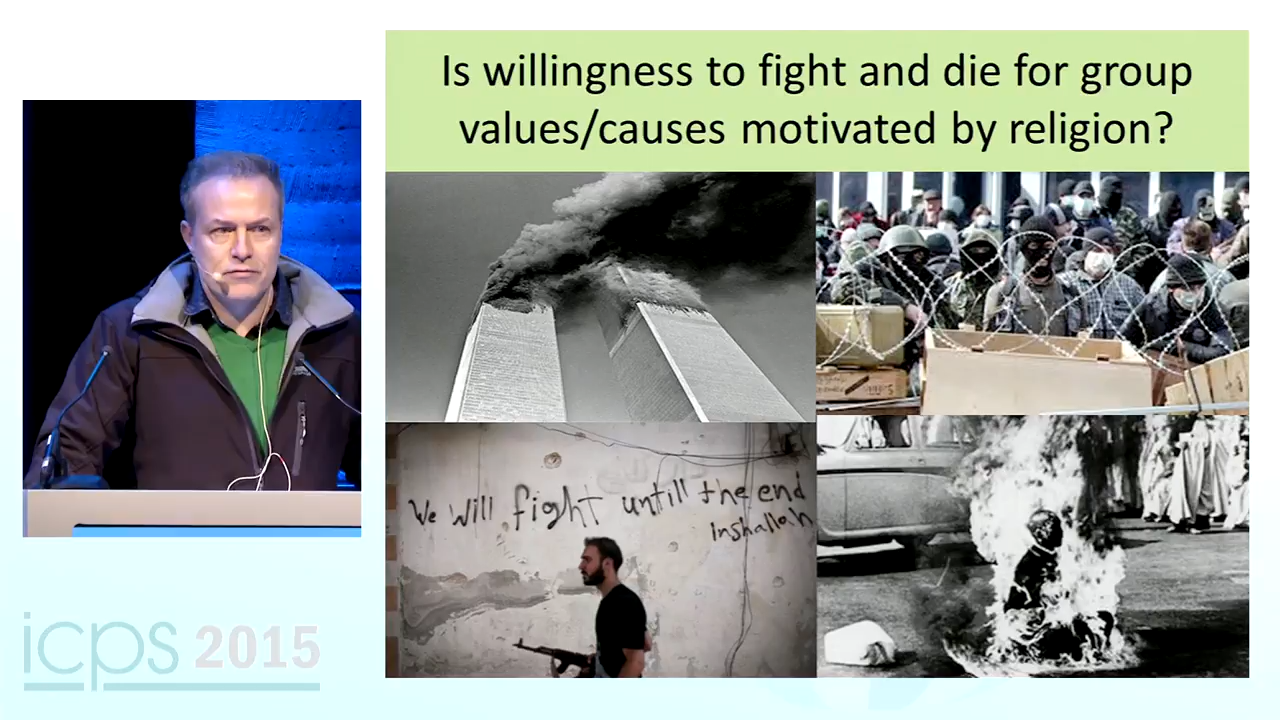 Is willingness to fight and die for group
values/causes motivated by religion?
We will fight untill the end
Inshallah
icps 2015